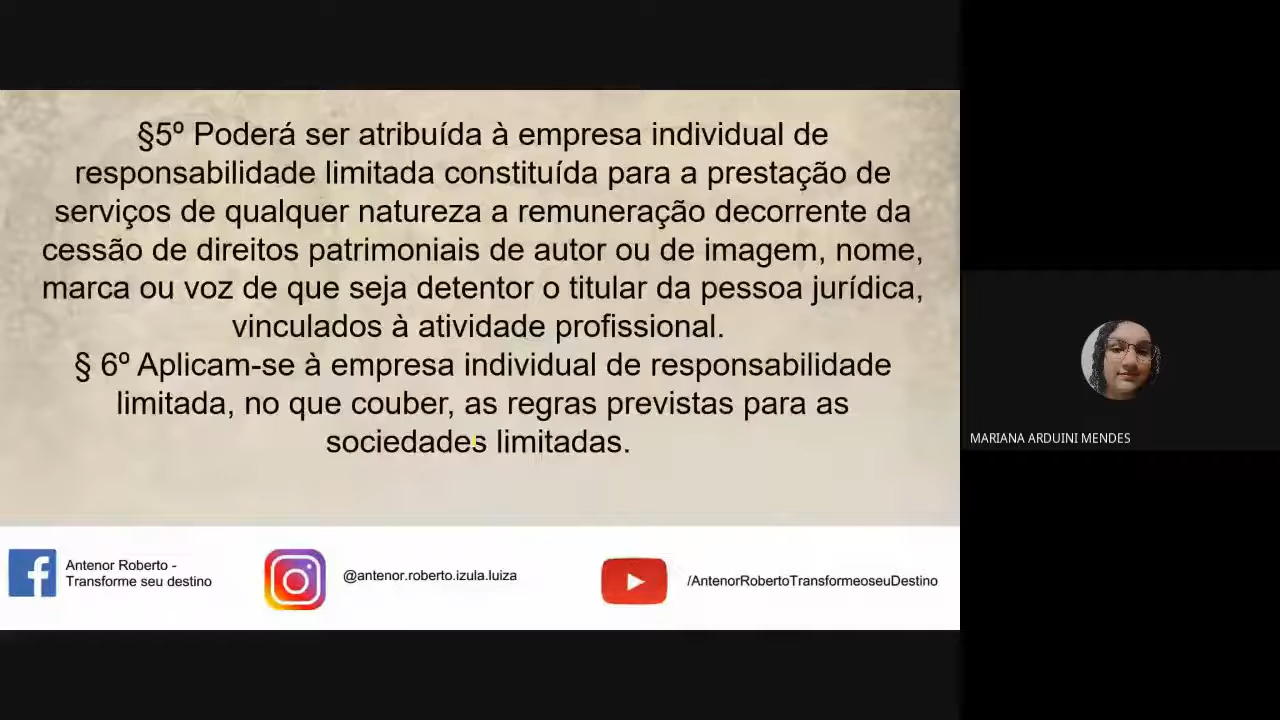 §5º Poderá ser atribuída à empresa individual de
responsabilidade limitada constituída para a prestação de
serviços de qualquer natureza a remuneração decorrente da
cessão de direitos patrimoniais de autor ou de imagem, nome,
marca ou voz de que seja detentor o titular da pessoa jurídica,
vinculados à atividade profissional.
§ 6º Aplicam-se à empresa individual de responsabilidade
limitada, no que couber, as regras previstas para as
sociedades limitadas.
Antenor Roberto -
Transforme seu destino
@antenor.roberto.izula.luiza
/AntenorRobertoTransformeoseuDestino
MARIANA ARDUINI MENDES